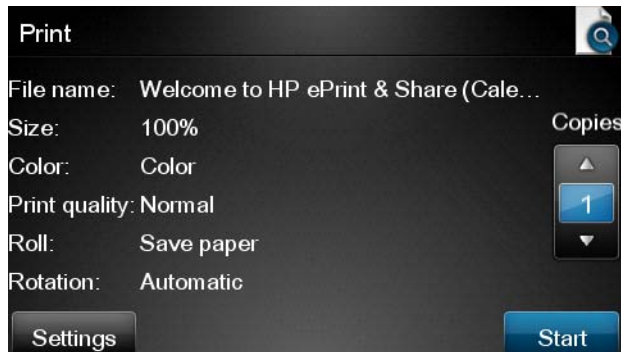 Print
File name: Welcome to HP ePrint & Share (Cale...
Size: 100%
Copies
Color: Color
Print quality: Normal
1
Roll: Save paper
Rotation: Automatic
Settings
Start